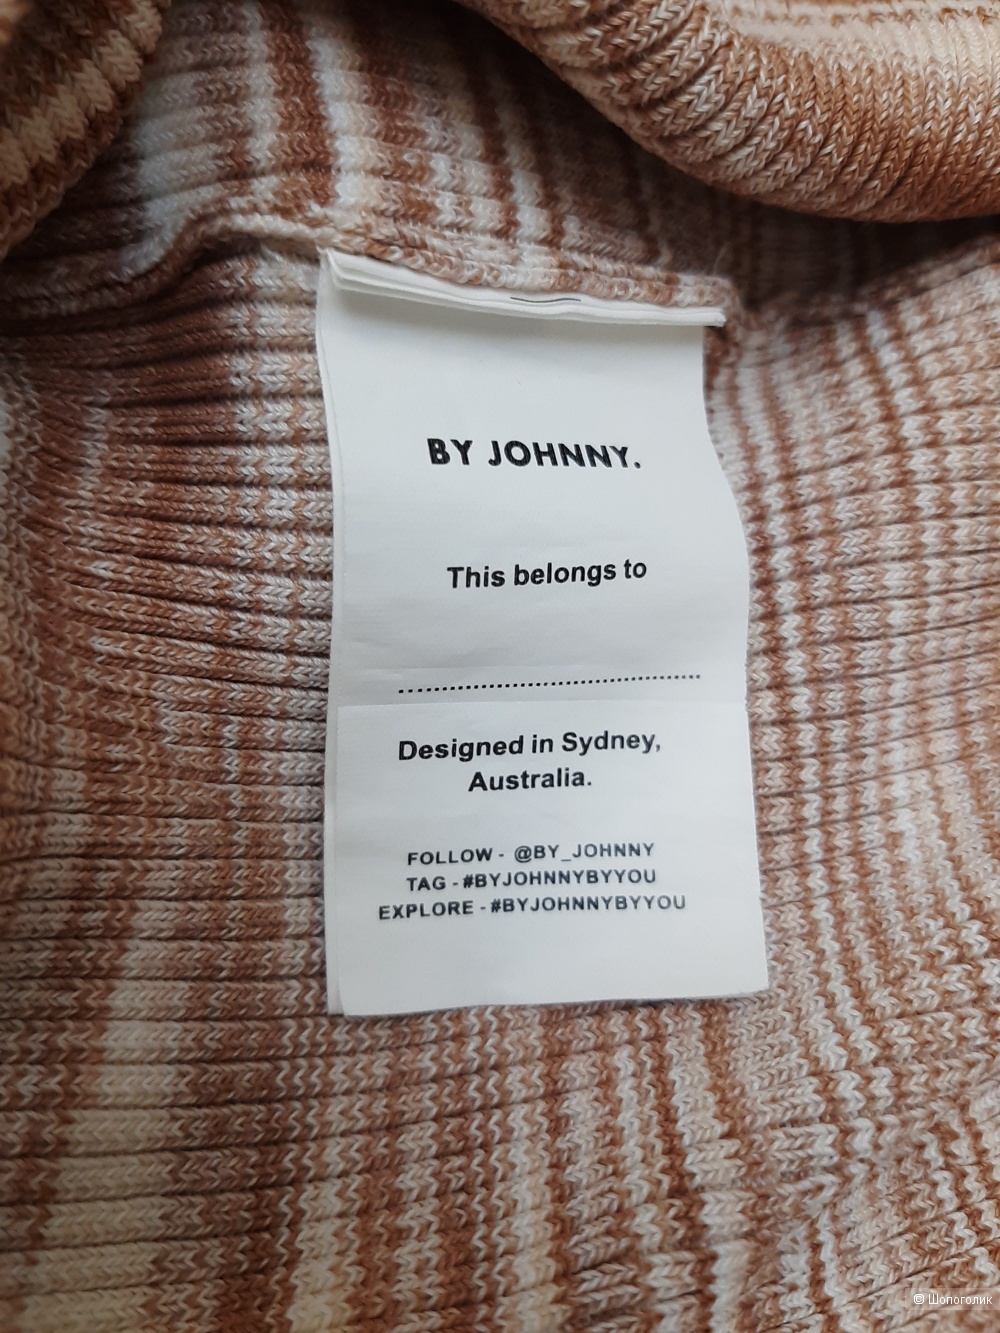 BY JOHNNY.
This belongs to
Designed in Sydney,
Australia.
FOLLOW - @BY_JOHNNY
TAG - #BYJOHNNYBYYOU
EXPLORE - #BYJOHNNYBYYOU
© Шопоголик